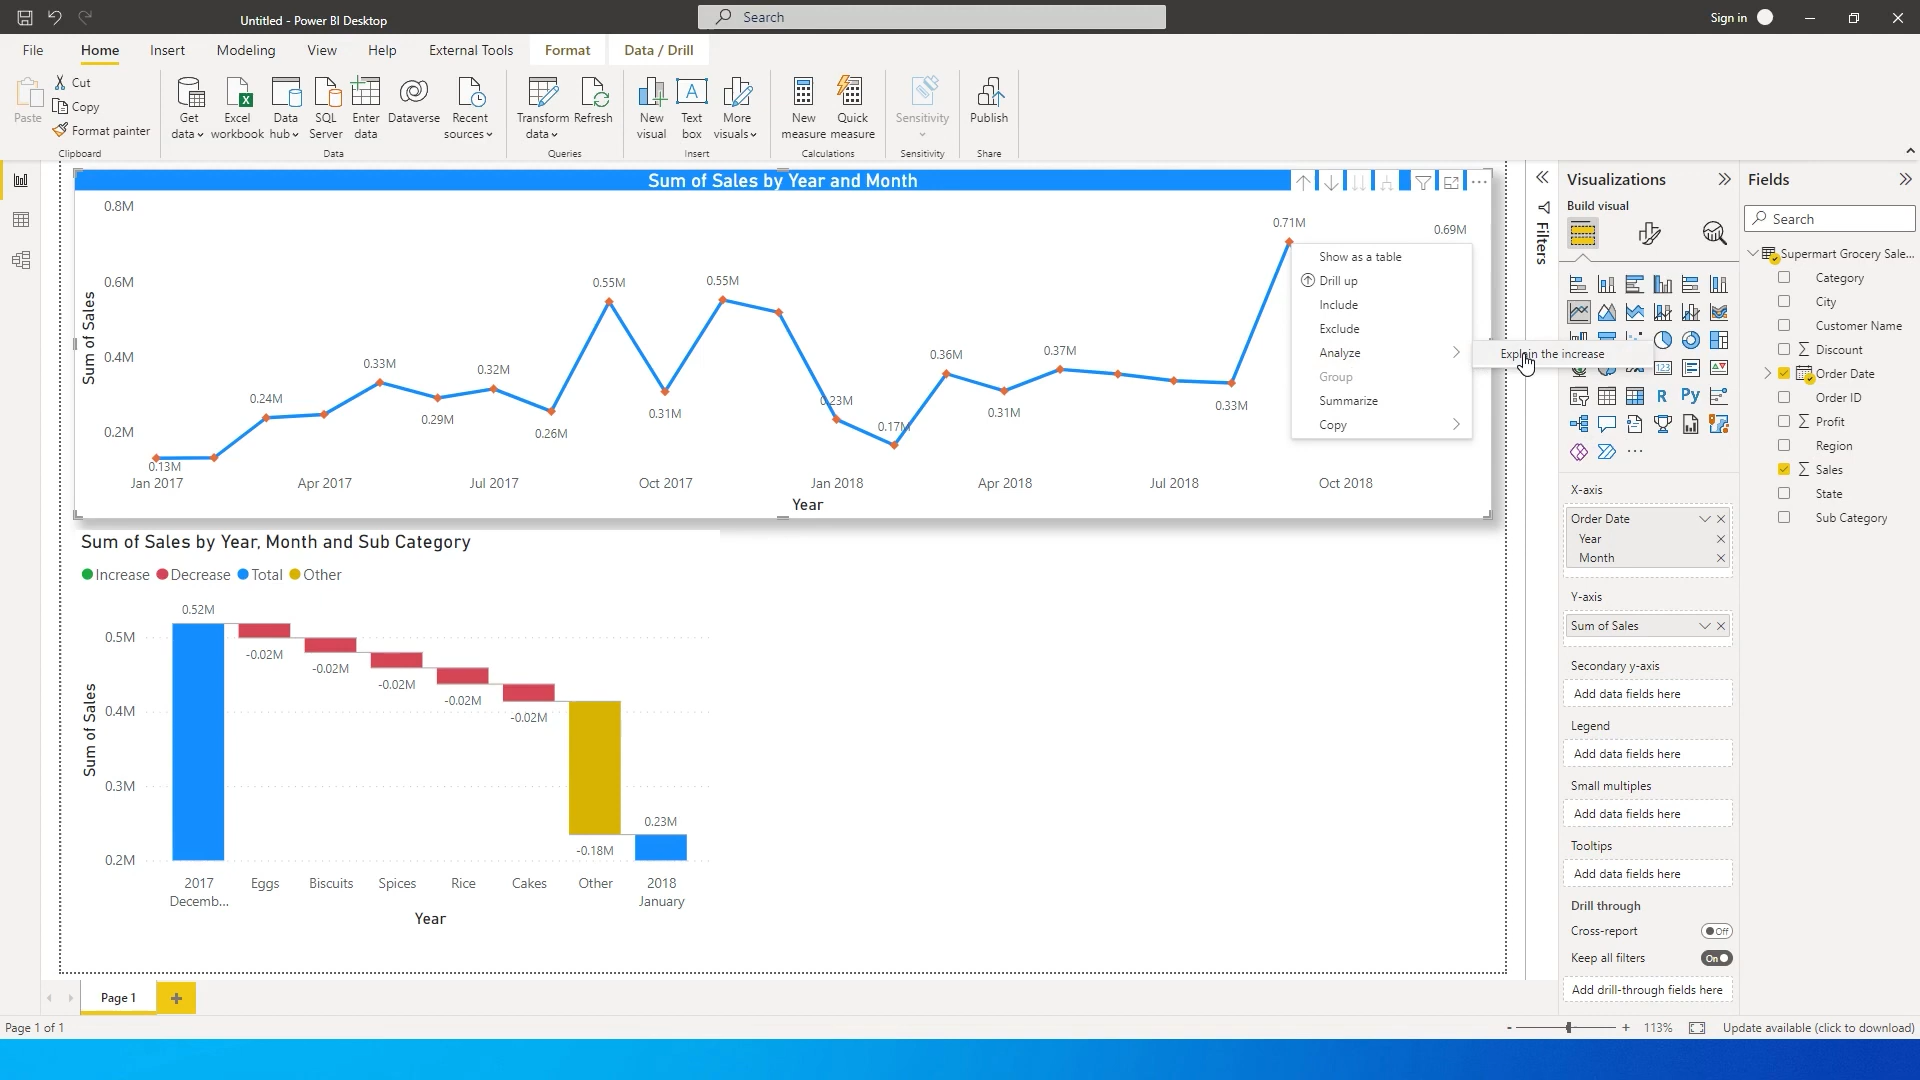 Untitled - Power BI Desktop
Search
Sign in
File
Home
Insert
Modeling
View
Help
External Tools
Format
Data / Drill
Paste
Cut
Copy
Format painter
Clipboard
Get data
Excel workbook
Data hub
SQL Server
Enter data
Dataverse
Recent sources
Data
Transform data
Refresh
Queries
New visual
Text box
More visuals
Insert
New measure
Quick measure
Calculations
Sensitivity
Sensitivity
Publish
Share
Sum of Sales by Year and Month
Sum of Sales
0.8M
0.6M
0.4M
0.2M
0.13M
0.24M
0.33M
0.29M
0.32M
0.26M
0.55M
0.31M
0.55M
0.23M
0.17M
0.36M
0.31M
0.37M
0.33M
0.71M
0.69M
Jan 2017
Apr 2017
Jul 2017
Oct 2017
Jan 2018
Apr 2018
Jul 2018
Oct 2018
Year
Show as a table
Drill up
Include
Exclude
Analyze
Group
Summarize
Copy
Explain the increase
Sum of Sales by Year, Month and Sub Category
Increase
Decrease
Total
Other
Sum of Sales
0.5M
0.4M
0.3M
0.2M
0.52M
-0.02M
-0.02M
-0.02M
-0.02M
-0.02M
-0.18M
0.23M
2017
Decemb...
Eggs
Biscuits
Spices
Rice
Cakes
Other
2018
January
Year
Filters
Visualizations
Build visual
123
R
Py
X-axis
Order Date
Year
Month
Y-axis
Sum of Sales
Secondary y-axis
Add data fields here
Legend
Add data fields here
Small multiples
Add data fields here
Tooltips
Add data fields here
Drill through
Cross-report
Off
Keep all filters
On
Add drill-through fields here
Fields
Search
Supermart Grocery Sale...
Category
City
Customer Name
Discount
Order Date
Order ID
Profit
Region
Sales
State
Sub Category
Page 1
Page 1 of 1
113%
Update available (click to download)